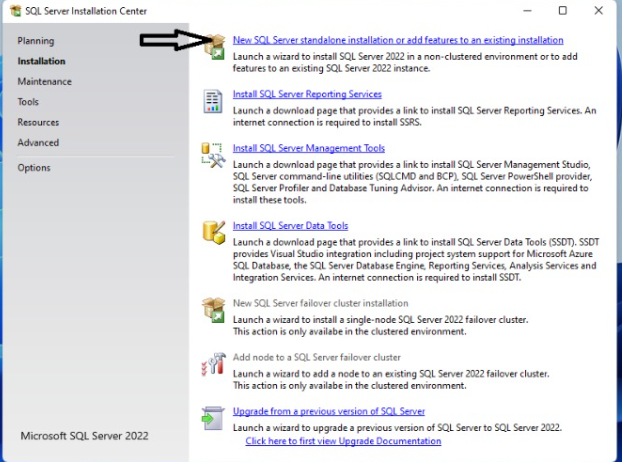 SQL Server Installation Center
Planning
Installation
Maintenance
Tools
Resources
Advanced
Options
Microsoft SQL Server 2022
New SQL Server standalone installation or add features to an existing installation
Launch a wizard to install SQL Server 2022 in a non-clustered environment or to add
features to an existing SQL Server 2022 instance.
Install SQL Server Reporting Services
Launch a download page that provides a link to install SQL Server Reporting Services. An
internet connection is required to install SSRS.
Install SQL Server Management Tools
Launch a download page that provides a link to install SQL Server Management Studio,
SQL Server command-line utilities (SQLCMD and BCP), SQL Server PowerShell provider,
SQL Server Profiler and Database Tuning Advisor. An internet connection is required to
install these tools.
Install SQL Server Data Tools
Launch a download page that provides a link to install SQL Server Data Tools (SSDT). SSDT
provides Visual Studio integration including project system support for Microsoft Azure
SQL Database, the SQL Server Database Engine, Reporting Services, Analysis Services and
Integration Services. An internet connection is required to install SSDT.
New SQL Server failover cluster installation
Launch a wizard to install a single-node SQL Server 2022 failover cluster.
This action is only availabe in the clustered environment.
Add node to a SQL Server failover cluster
Launch a wizard to add a node to an existing SQL Server 2022 failover cluster.
This action is only availabe in the clustered environment.
Upgrade from a previous version of SQL Server
Launch a wizard to upgrade a previous version of SQL Server to SQL Server 2022.
Click here to first view Upgrade Documentation